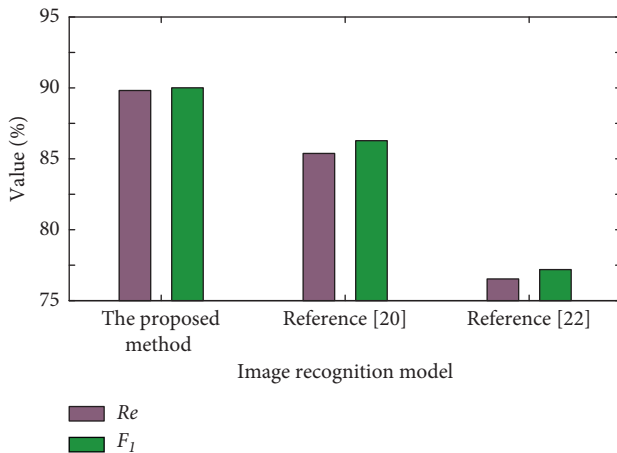 95
90
85
80
75
Value (%)
The proposed
method
Reference [20]
Reference [22]
Image recognition model
Re
F1